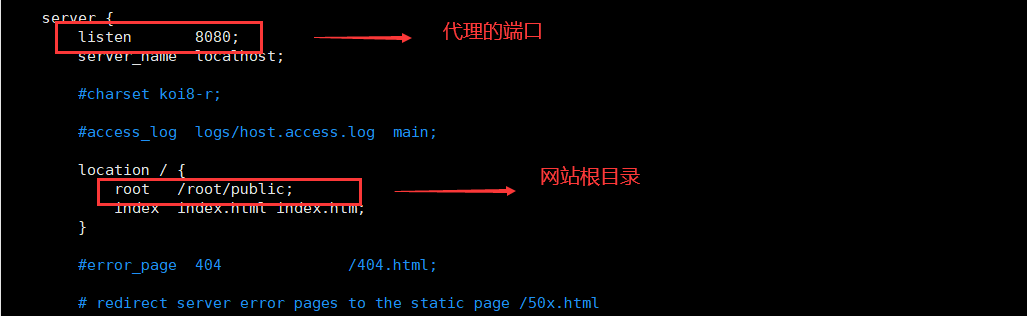 server {
listen 8080; 代理的端口
server_name localhost;
#charset koi8-r;
#access_log logs/host.access.log main;
location / {
root /root/public; 网站根目录
index index.html index.htm;
}
#error_page 404 /404.html;
# redirect server error pages to the static page /50x.html